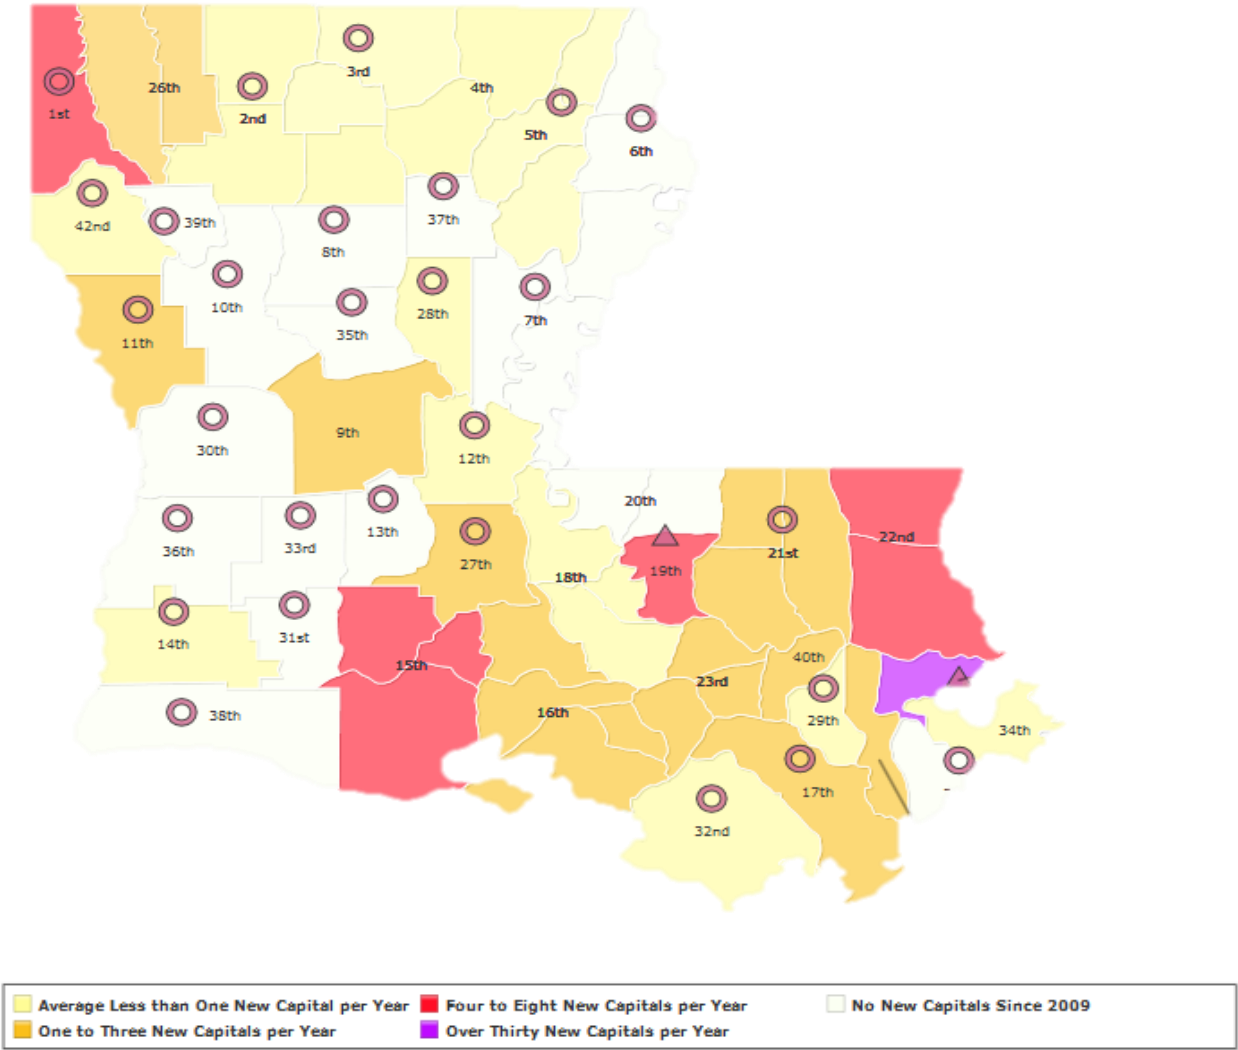 3rd
26th
4th
1st
2nd
5th
6th
42nd
39th
37th
8th
10th
28th
7th
35th
11th
9th
30th
12th
20th
13th
36th
33rd
22nd
21st
27th
19th
18th
31st
14th
40th
15th
23rd
38th
16th
29th
34th
17th
32nd
Average Less than One New Capital per Year
Four to Eight New Capitals per Year
No New Capitals Since 2009
One to Three New Capitals per Year
Over Thirty New Capitals per Year